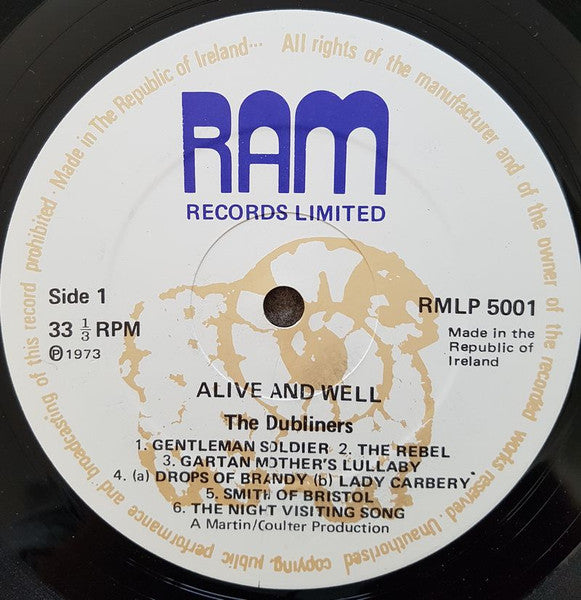 Made in The Republic of Ireland... All rights of the manufacturer and of the owner of the recorded works reserved. Unauthorised copying public performance and broadcasting of this record prohibited ·
RAM
RECORDS LIMITED
Side 1
RMLP 5001
33 1/3 RPM
Made in the
Republic of
Ireland
Ⓟ1973
ALIVE AND WELL
The Dubliners
1. GENTLEMAN SOLDIER 2. THE REBEL
3. GARTAN MOTHER'S LULLABY
4. (a) DROPS OF BRANDY (b) LADY CARBERY
5. SMITH OF BRISTOL
6. THE NIGHT VISITING SONG
A Martin/Coulter Production